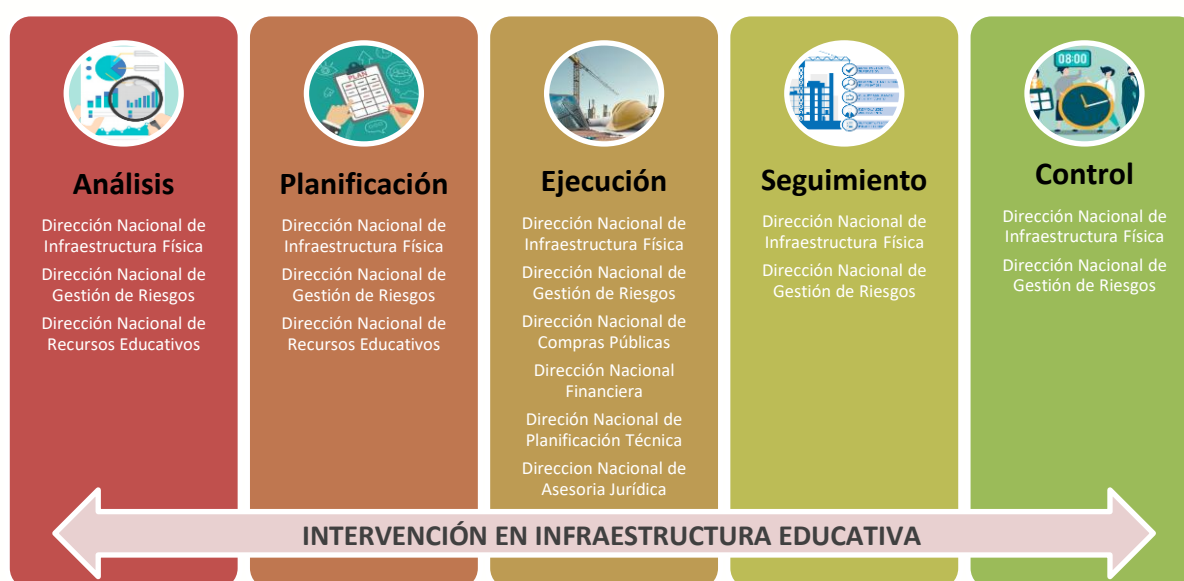 PLAN
08:00
Análisis
Dirección Nacional de
Infraestructura Física
Dirección Nacional de
Gestión de Riesgos
Dirección Nacional de
Recursos Educativos
Planificación
Dirección Nacional de
Infraestructura Física
Dirección Nacional de
Gestión de Riesgos
Dirección Nacional de
Recursos Educativos
Ejecución
Dirección Nacional de
Infraestructura Física
Dirección Nacional de
Gestión de Riesgos
Dirección Nacional de
Compras Públicas
Dirección Nacional
Financiera
Direción Nacional de
Planificación Técnica
Direccion Nacional de
Asesoria Jurídica
Seguimiento
Dirección Nacional de
Infraestructura Física
Dirección Nacional de
Gestión de Riesgos
Control
Dirección Nacional de
Infraestructura Física
Dirección Nacional de
Gestión de Riesgos
INTERVENCIÓN EN INFRAESTRUCTURA EDUCATIVA